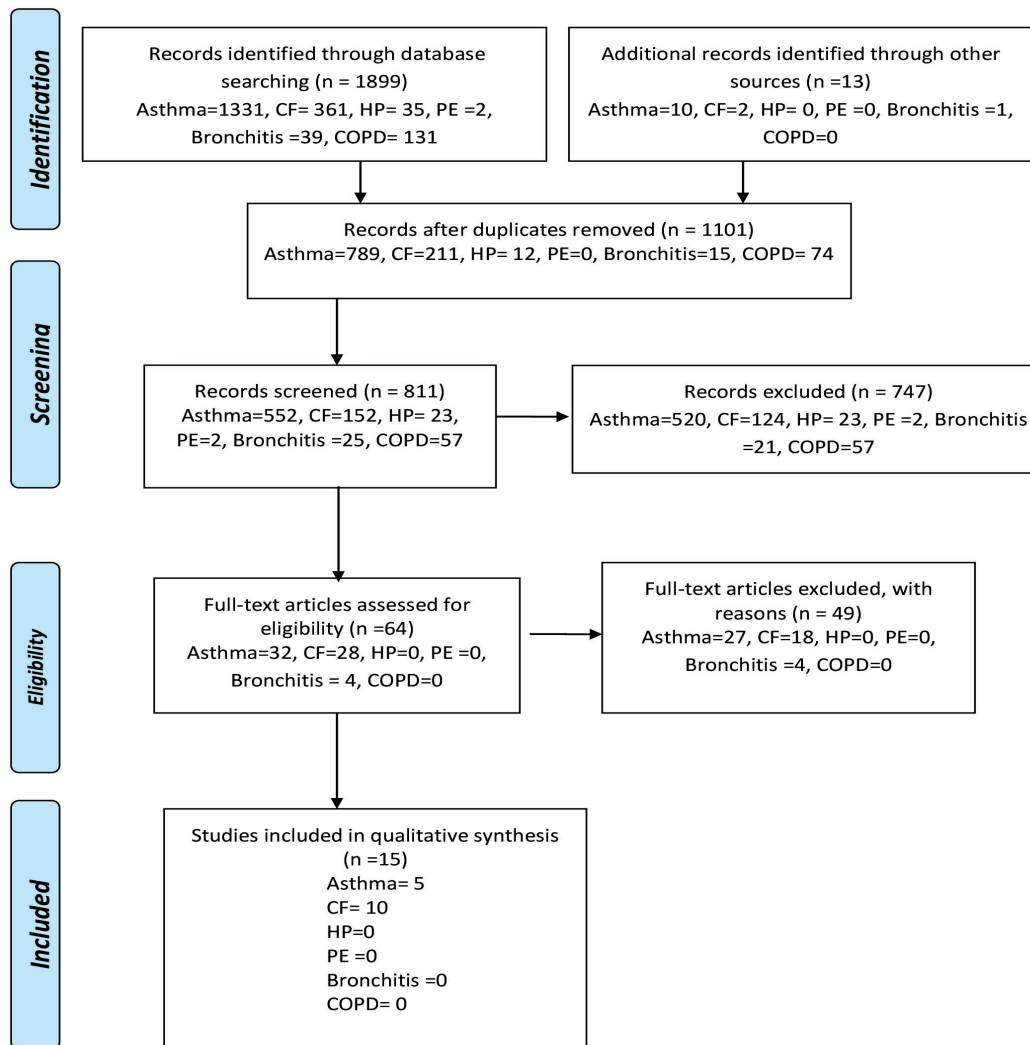 Identification
Records identified through database
searching (n = 1899)
Asthma=1331, CF= 361, HP= 35, PE =2,
Bronchitis =39, COPD= 131
Additional records identified through other
sources (n =13)
Asthma=10, CF=2, HP= 0, PE =0, Bronchitis =1,
COPD=0
Records after duplicates removed (n = 1101)
Asthma=789, CF=211, HP= 12, PE=0, Bronchitis=15, COPD= 74
Screenina
Records screened (n = 811)
Asthma=552, CF=152, HP= 23,
PE=2, Bronchitis =25, COPD=57
Records excluded (n = 747)
Asthma=520, CF=124, HP= 23, PE =2, Bronchitis
=21, COPD=57
Eligibility
Full-text articles assessed for
eligibility (n =64)
Asthma=32, CF=28, HP=0, PE =0,
Bronchitis = 4, COPD=0
Full-text articles excluded, with
reasons (n = 49)
Asthma=27, CF=18, HP=0, PE=0,
Bronchitis =4, COPD=0
Included
Studies included in qualitative synthesis
(n =15)
Asthma= 5
CF= 10
HP=0
PE =0
Bronchitis =0
COPD= 0